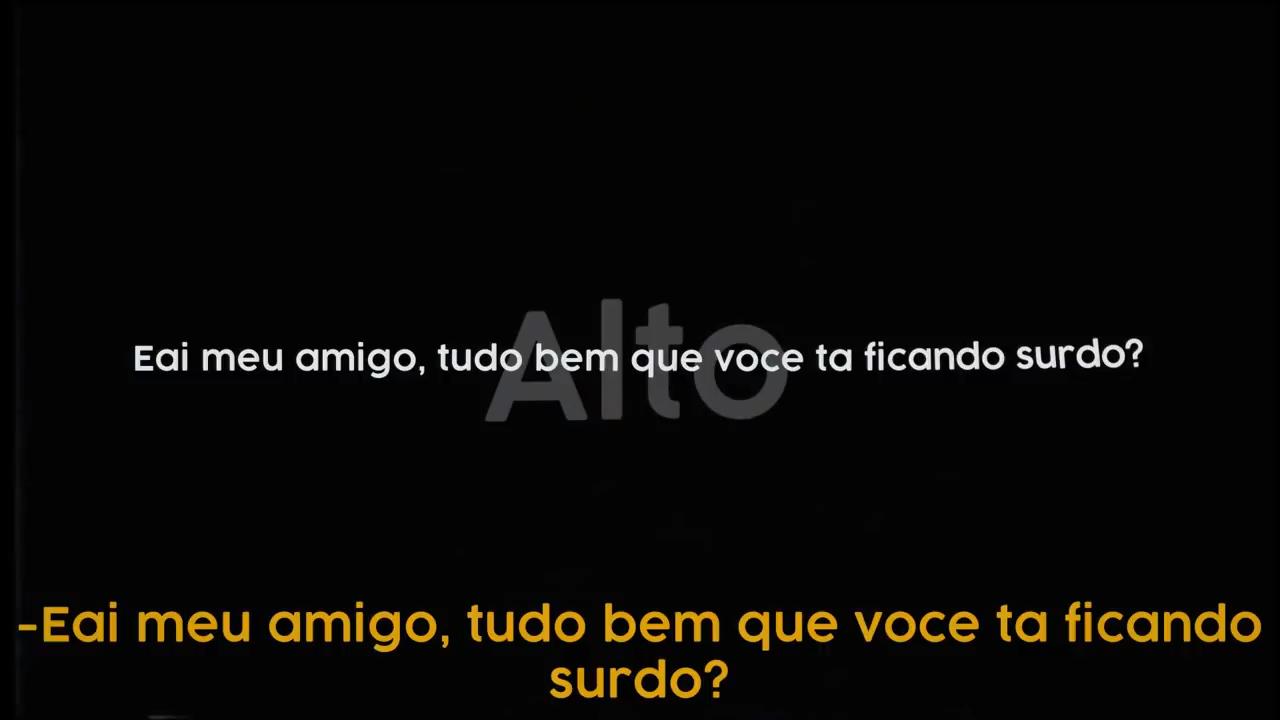 Alto
Eai meu amigo, tudo bem que voce ta ficando surdo?
-Eai meu amigo, tudo bem que voce ta ficando
surdo?